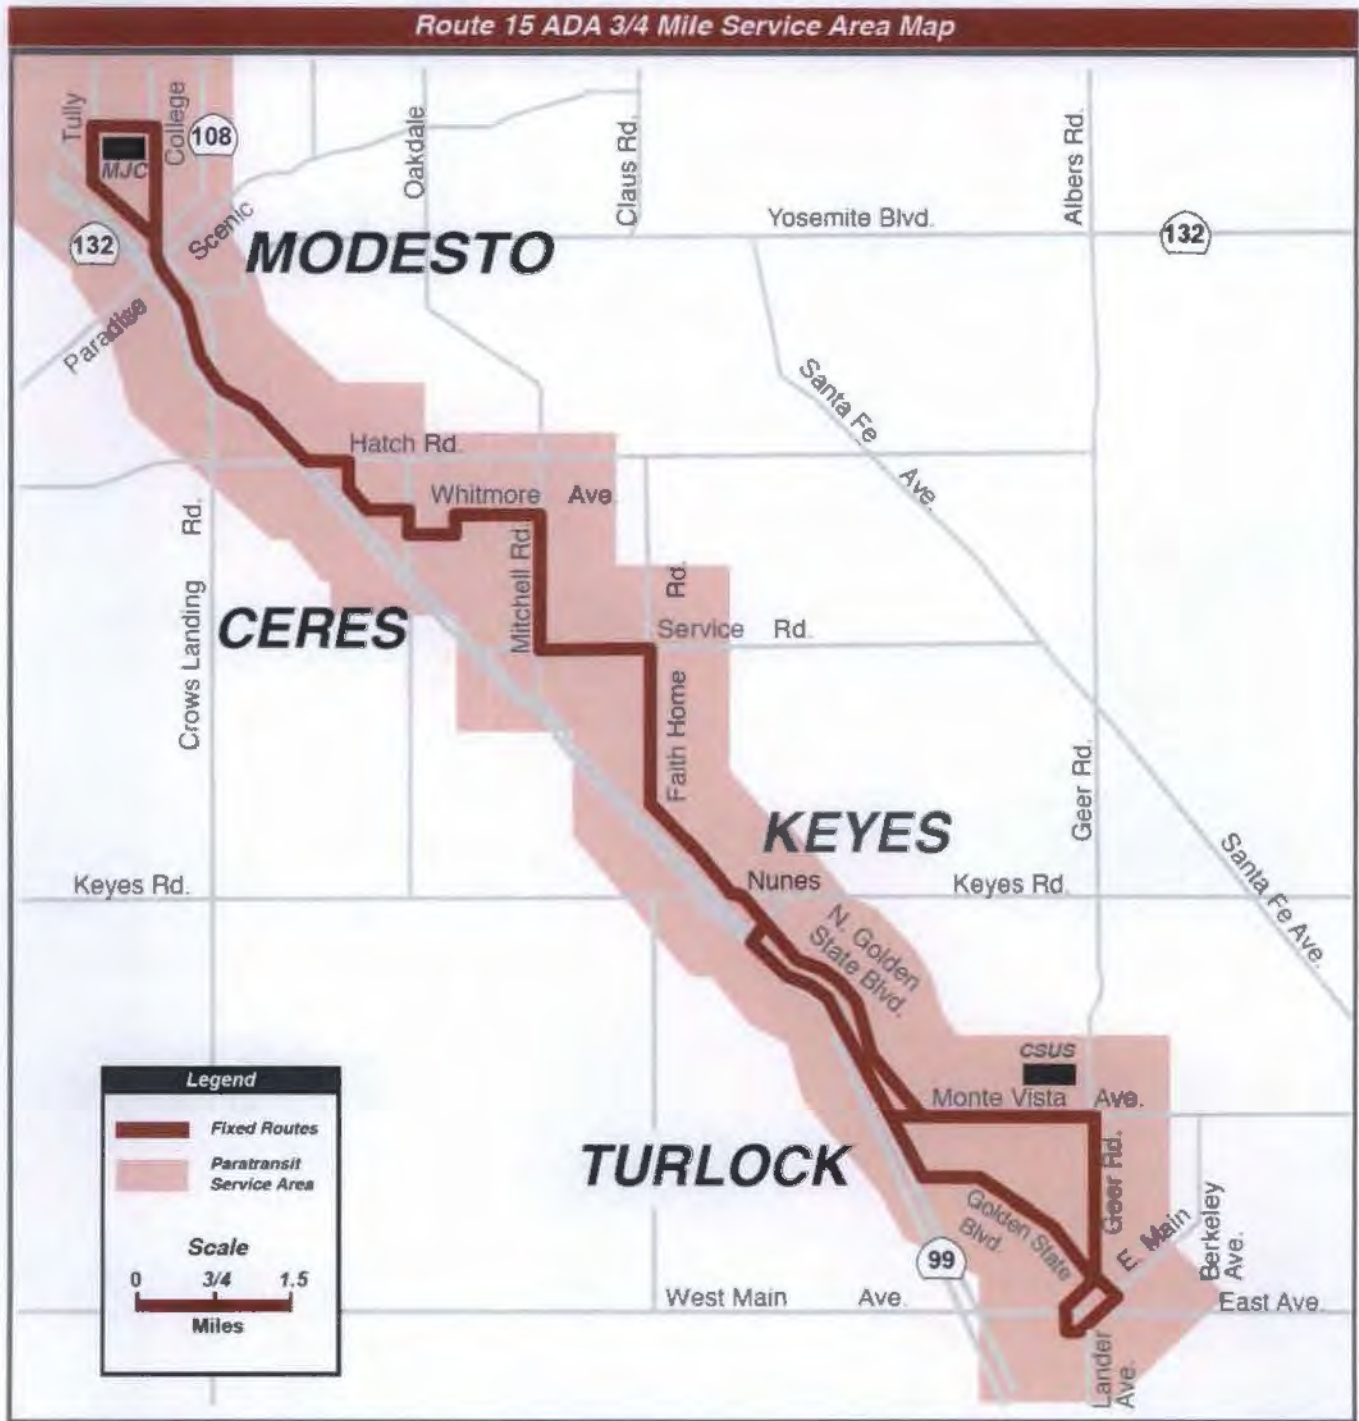 Route 15 ADA 3/4 Mile Service Area Map
Tully
College
108
MJC
Oakdale
Claus Rd.
Albers Rd.
Scenic
132
MODESTO
Yosemite Blvd.
132
Paradise
Santa Fe
Ave.
Hatch Rd.
Whitmore Ave.
Crows Landing Rd.
Mitchell Rd.
CERES
Service Rd.
Faith Home Rd.
Geer Rd.
KEYES
Keyes Rd.
Nunes
Keyes Rd.
Santa Fe Ave.
N. Golden
State Blvd.
CSUS
Monte Vista Ave.
TURLOCK
Geer Rd.
Golden State
Blvd.
E Main
Berkeley
Ave.
99
West Main Ave.
East Ave.
Lander
Ave.
Legend
Fixed Routes
Paratransit
Service Area
Scale
0 3/4 1.5
Miles